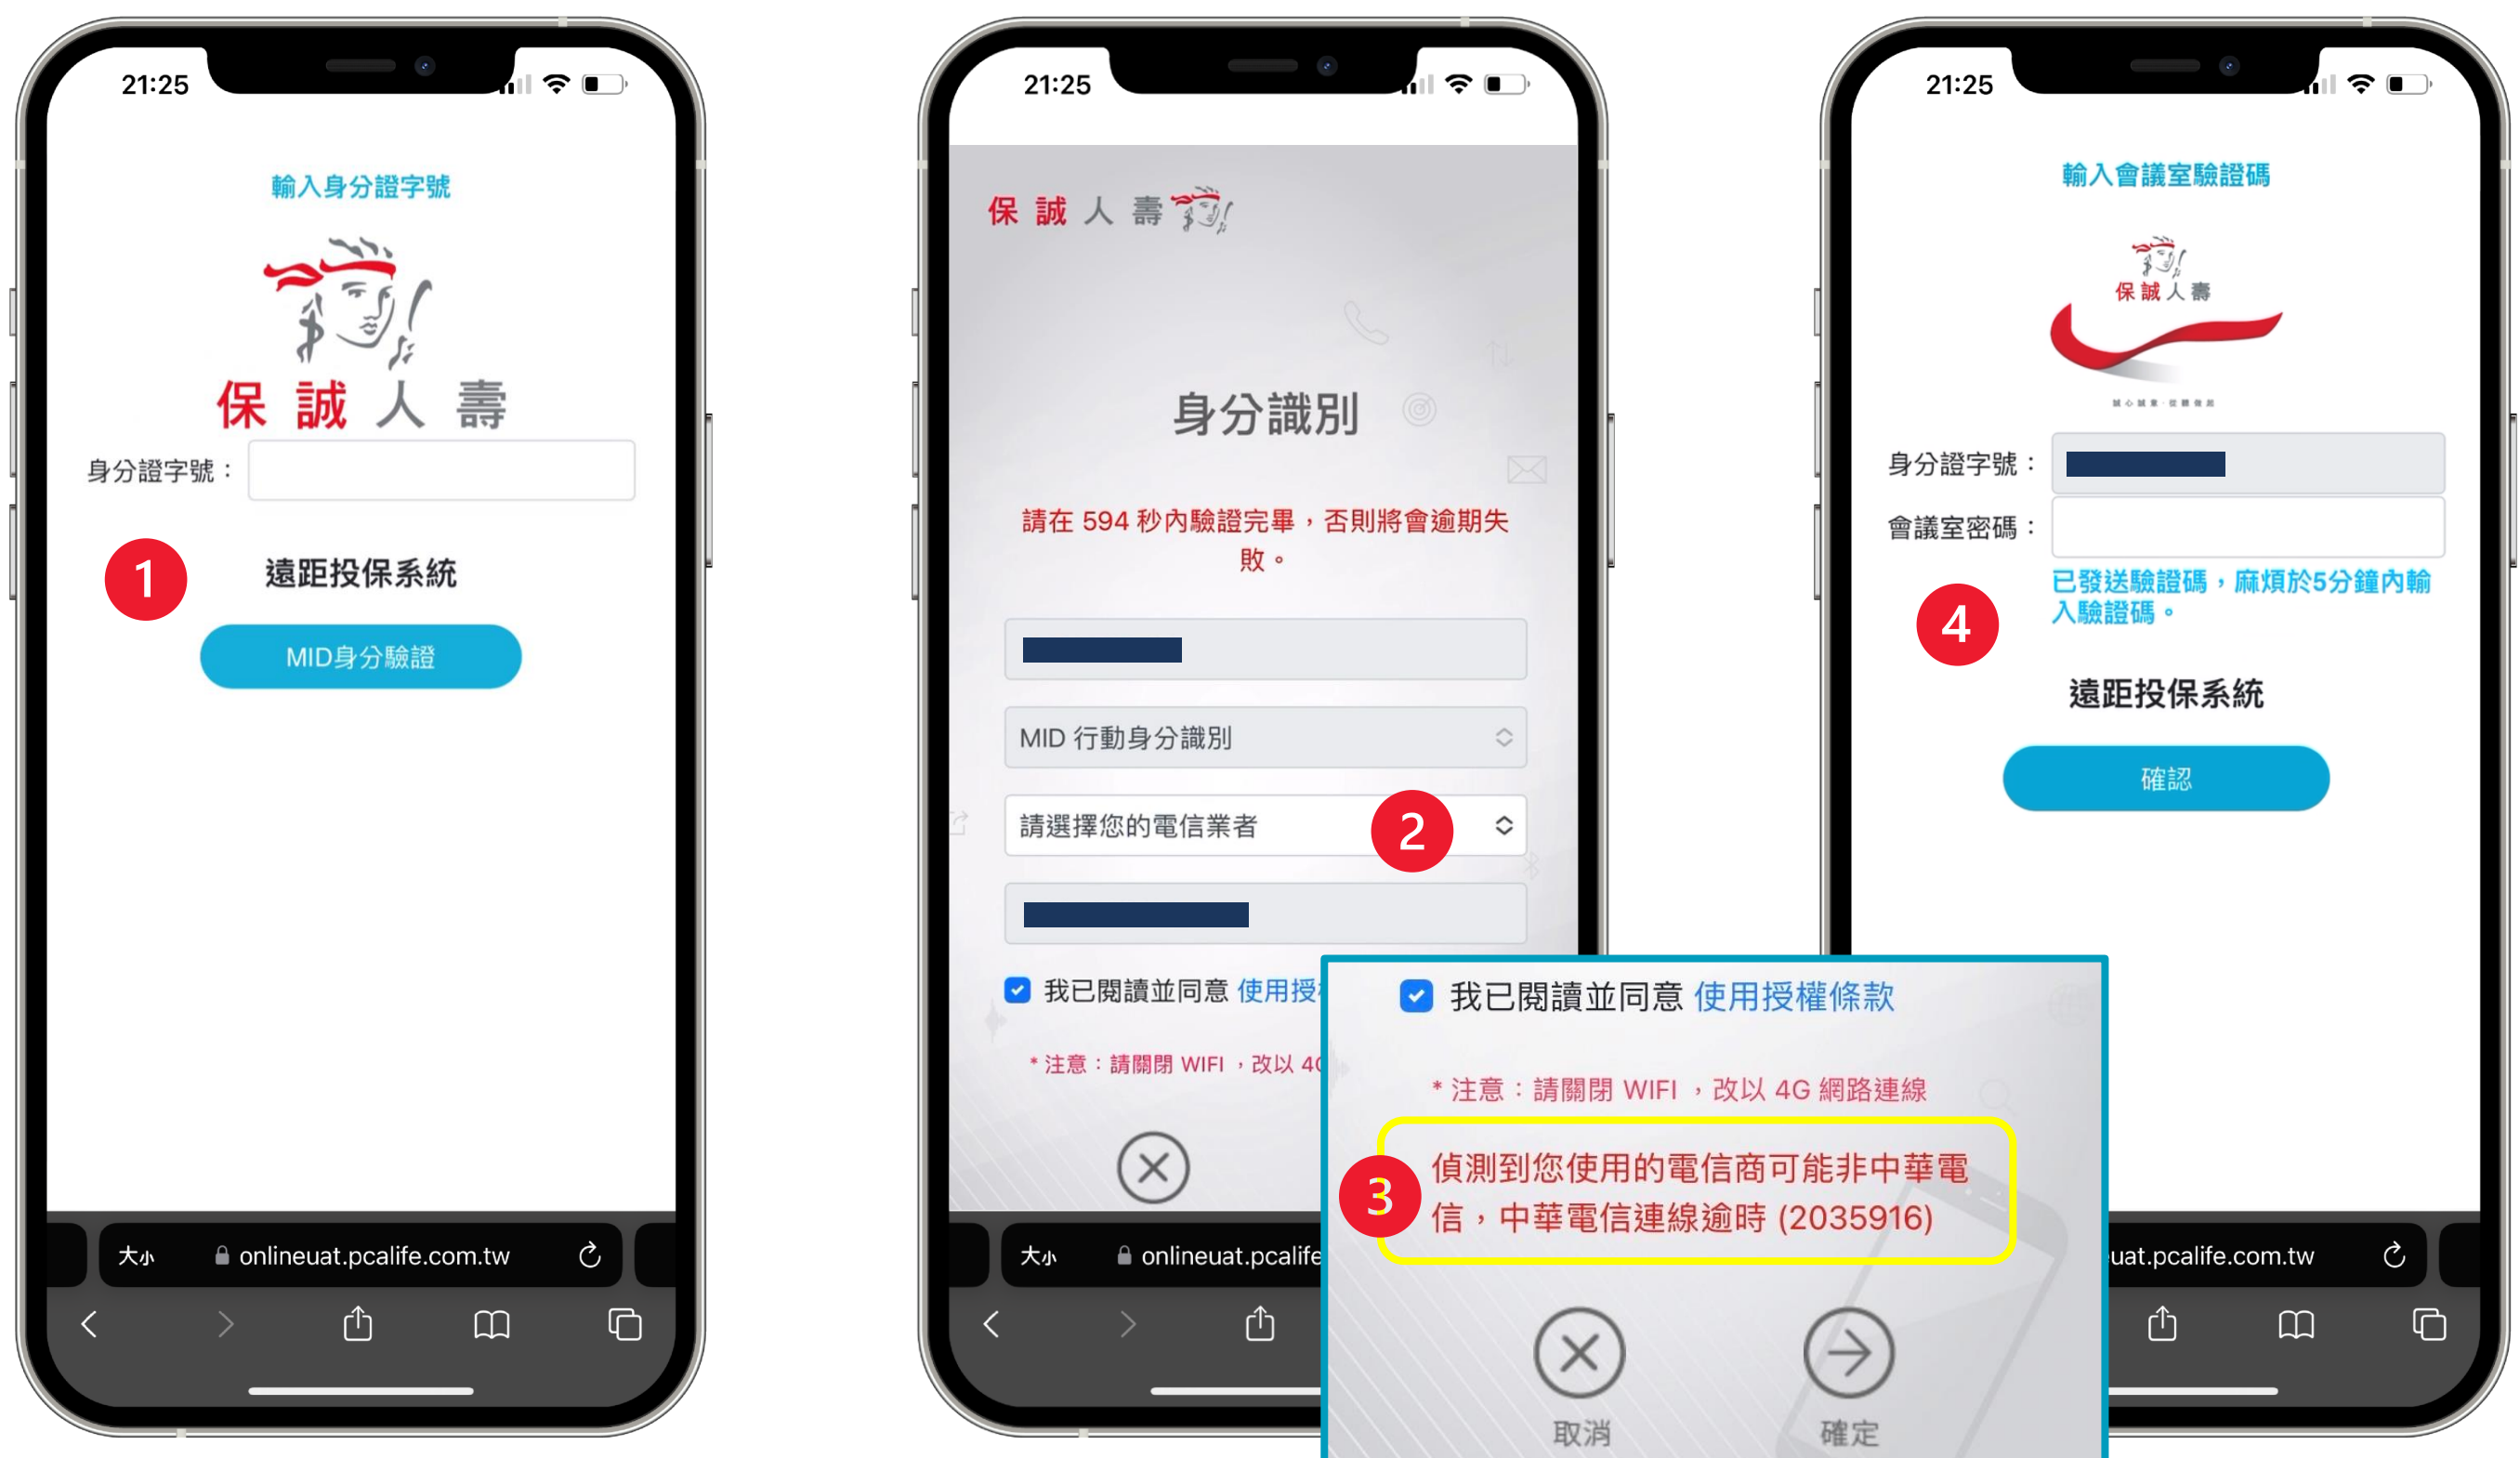 21:25
輸入身分證字號
保誠人壽
身分證字號：
1
遠距投保系統
MID身分驗證
大小
onlineuat.pcalife.com.tw
21:25
保誠人壽
身分識別
請在 594 秒內驗證完畢，否則將會逾期失
敗。
MID 行動身分識別
請選擇您的電信業者
2
我已閱讀並同意 使用授
*注意：請關閉 WIFI ，改以 4G
大小
onlineuat.pcalife
我已閱讀並同意 使用授權條款
*注意：請關閉 WIFI ，改以 4G 網路連線
3
偵測到您使用的電信商可能非中華電
信，中華電信連線逾時 (2035916)
取消
確定
21:25
輸入會議室驗證碼
保誠人壽
誠心誠意·從聽做起
身分證字號：
會議室密碼：
已發送驗證碼，麻煩於5分鐘內輸
入驗證碼。
4
遠距投保系統
確認
uat.pcalife.com.tw